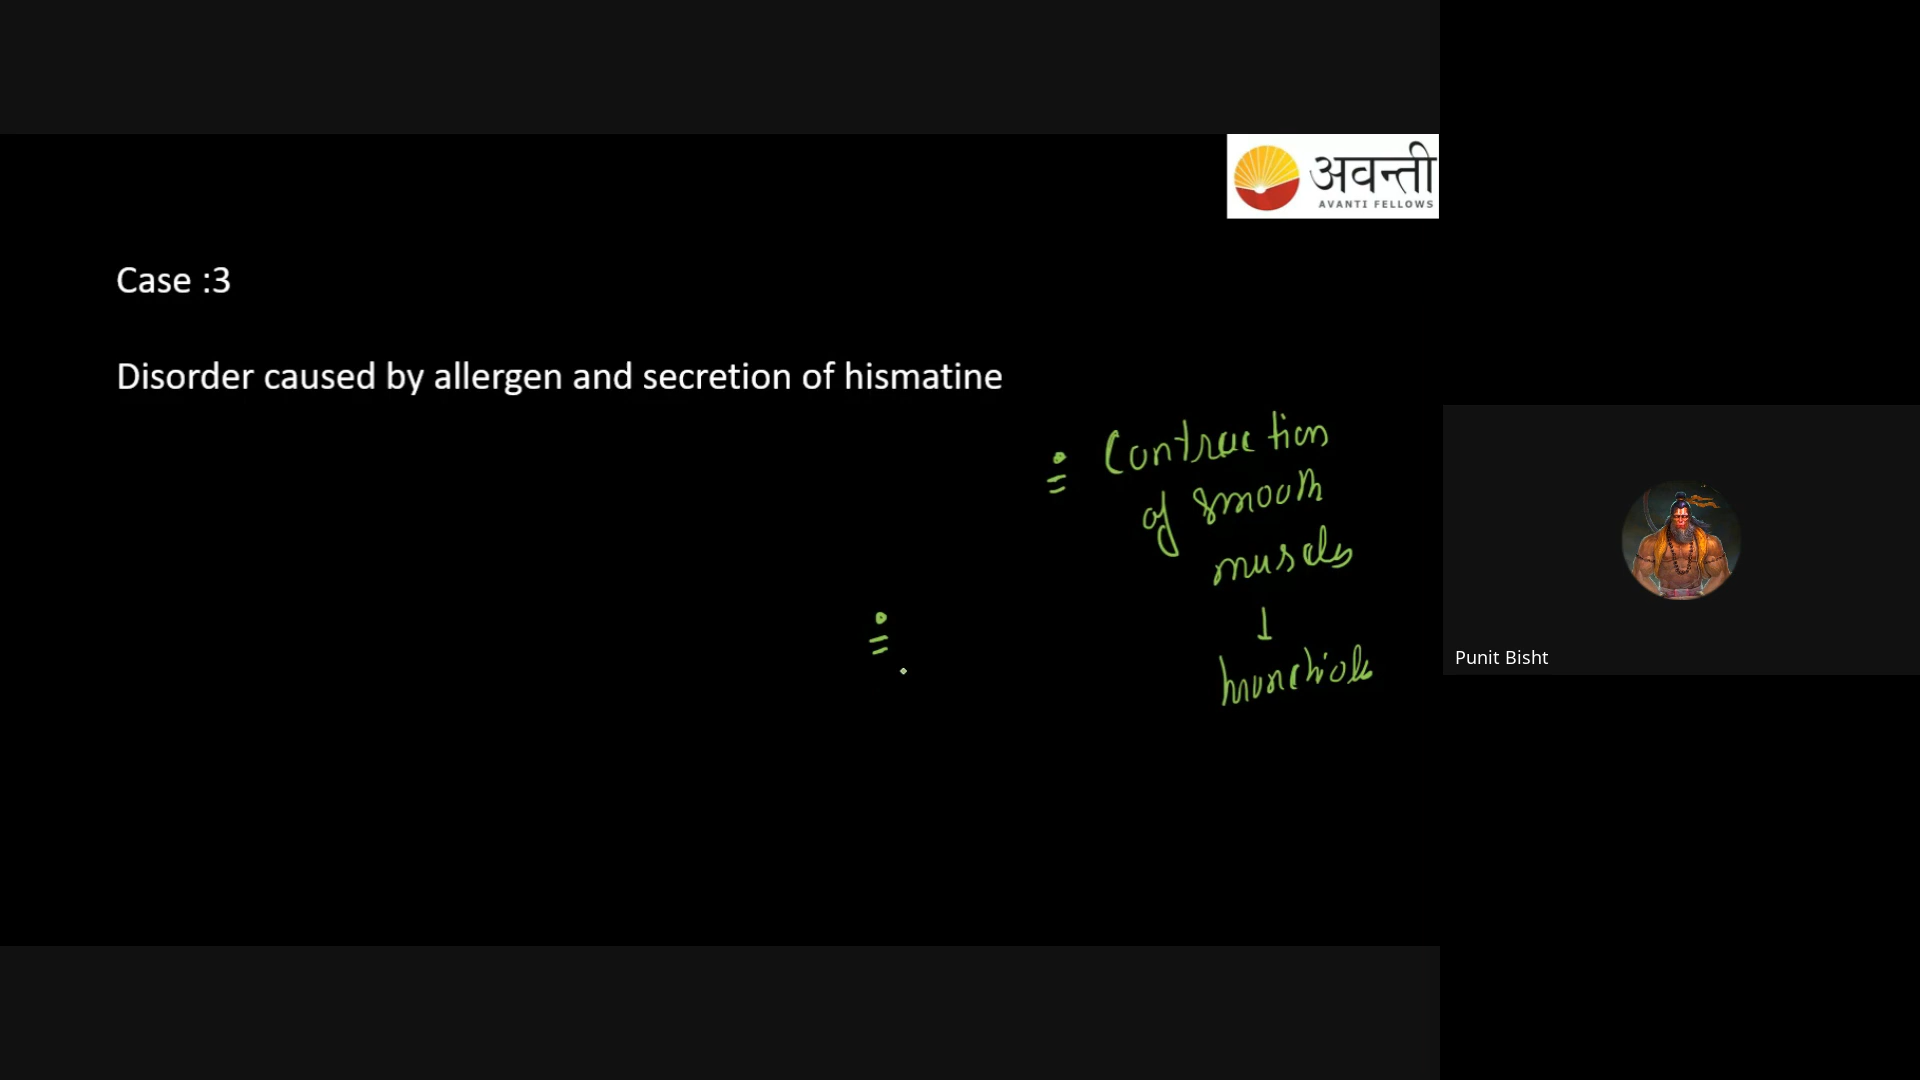 अवन्ती
AVANTI FELLOWS
Case :3
Disorder caused by allergen and secretion of hismatine
Contraction
of smooth
muscles
bronchiole
Punit Bisht